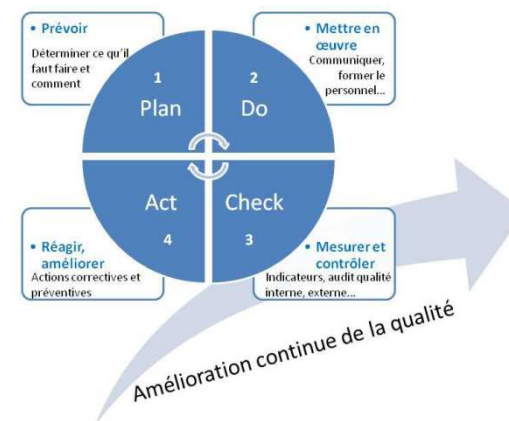 • Prévoir
Déterminer ce qu'il
faut faire et
comment
1
Plan
2
Do
• Mettre en
œuvre
Communiquer,
former le
personnel...
Act
4
Check
3
• Réagir,
améliorer
Actions correctives et
préventives
• Mesurer et
contrôler
Indicateurs, audit qualité
interne, externe...
Amélioration continue de la qualité